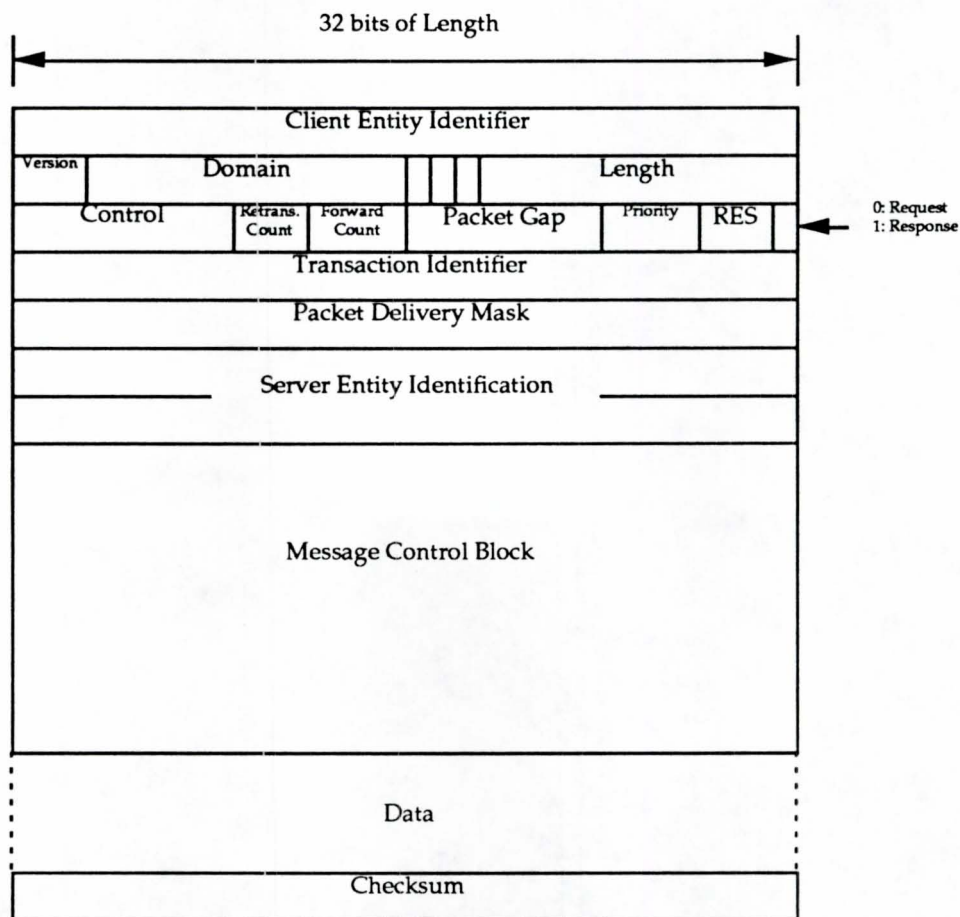 32 bits of Length
Client Entity Identifier
Version
Domain
Length
Control
Retrans.
Count
Forward
Count
Packet Gap
Priority
RES
0: Request
1: Response
Transaction Identifier
Packet Delivery Mask
Server Entity Identification
Message Control Block
Data
Checksum